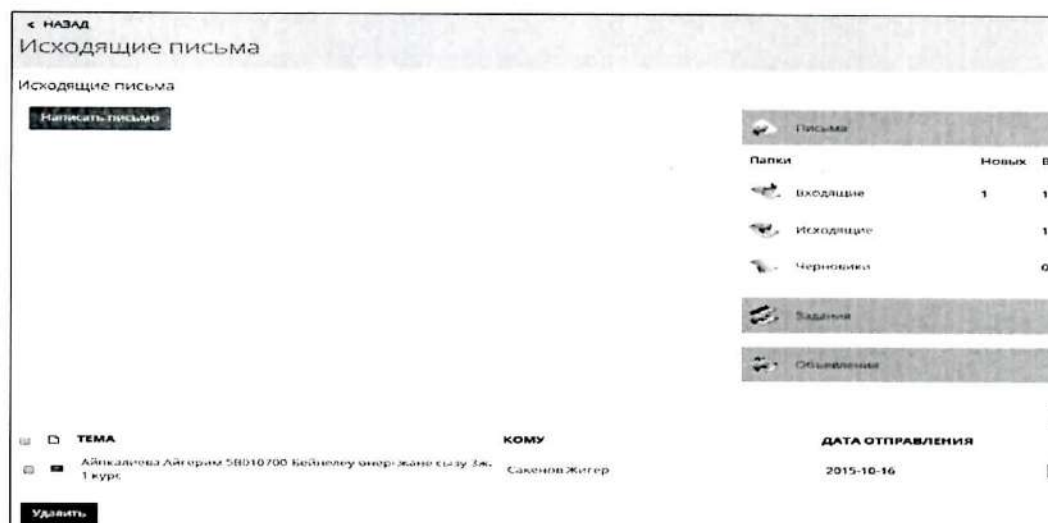 < НАЗАД
Исходящие письма
Исходящие письма
Написать письмо
Письма
Папки Новых В
Входящие 1 1
Исходящие 1
Черновики 0
Задания
Объявления
ТЕМА КОМУ ДАТА ОТПРАВЛЕНИЯ
Айпкалиева Айгерим 5В010700 Бейнелеу өнері және сызу 3ж. Сакенов Жигер 2015-10-16
1 курс
Удалить